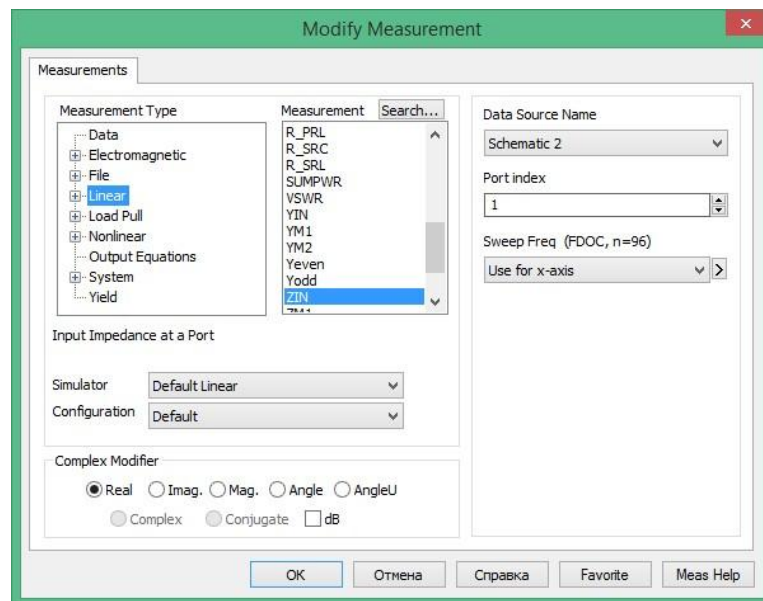 Modify Measurement
Measurements
Measurement Type
Data
Electromagnetic
File
Linear
Load Pull
Nonlinear
Output Equations
System
Yield
Measurement Search...
R_PRL
R_SRC
R_SRL
SUMPWR
VSWR
YIN
YM1
YM2
Yeven
Yodd
ZIN
ZM1
Input Impedance at a Port
Simulator Default Linear
Configuration Default
Complex Modifier
Real Imag. Mag. Angle AngleU
Complex Conjugate dB
Data Source Name
Schematic 2
Port index
1
Sweep Freq (FDOC, n=96)
Use for x-axis
OK Отмена Справка Favorite Meas Help